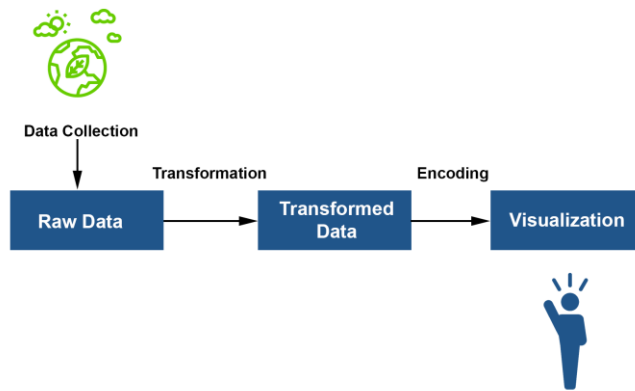 Data Collection
Transformation
Encoding
Raw Data
Transformed
Data
Visualization